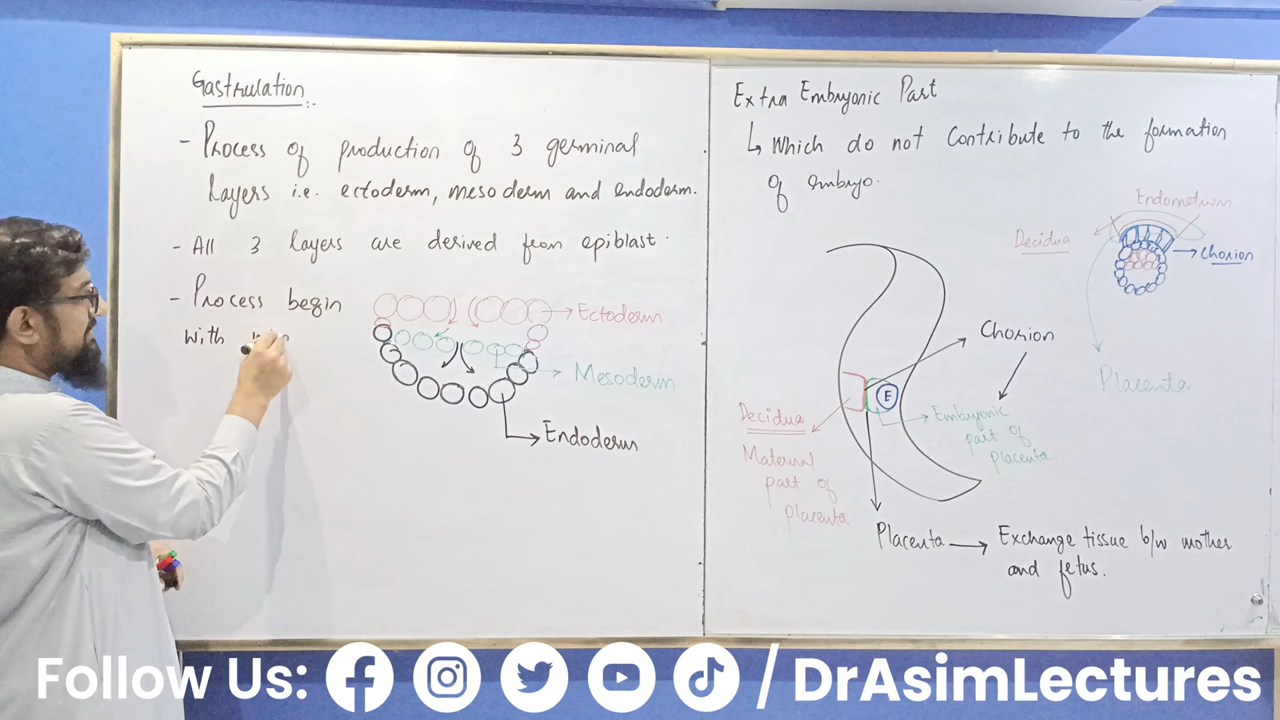 Gastrulation
- Process of production of 3 germinal
layers i.e. ectoderm, mesoderm and endoderm.
- All 3 layers are derived from epiblast.
- Process begin
with
Ectoderm
Mesoderm
Endoderm
Extra Embryonic Part
↳ Which do not contribute to the formation
of embryo.
Endometrium
Decidua
Chorion
Placenta
Chorion
E
Decidua
Maternal
part of
placenta
Embryonic
part of
placenta
Placenta → Exchange tissue b/w mother
and fetus.
Follow Us: / DrAsimLectures